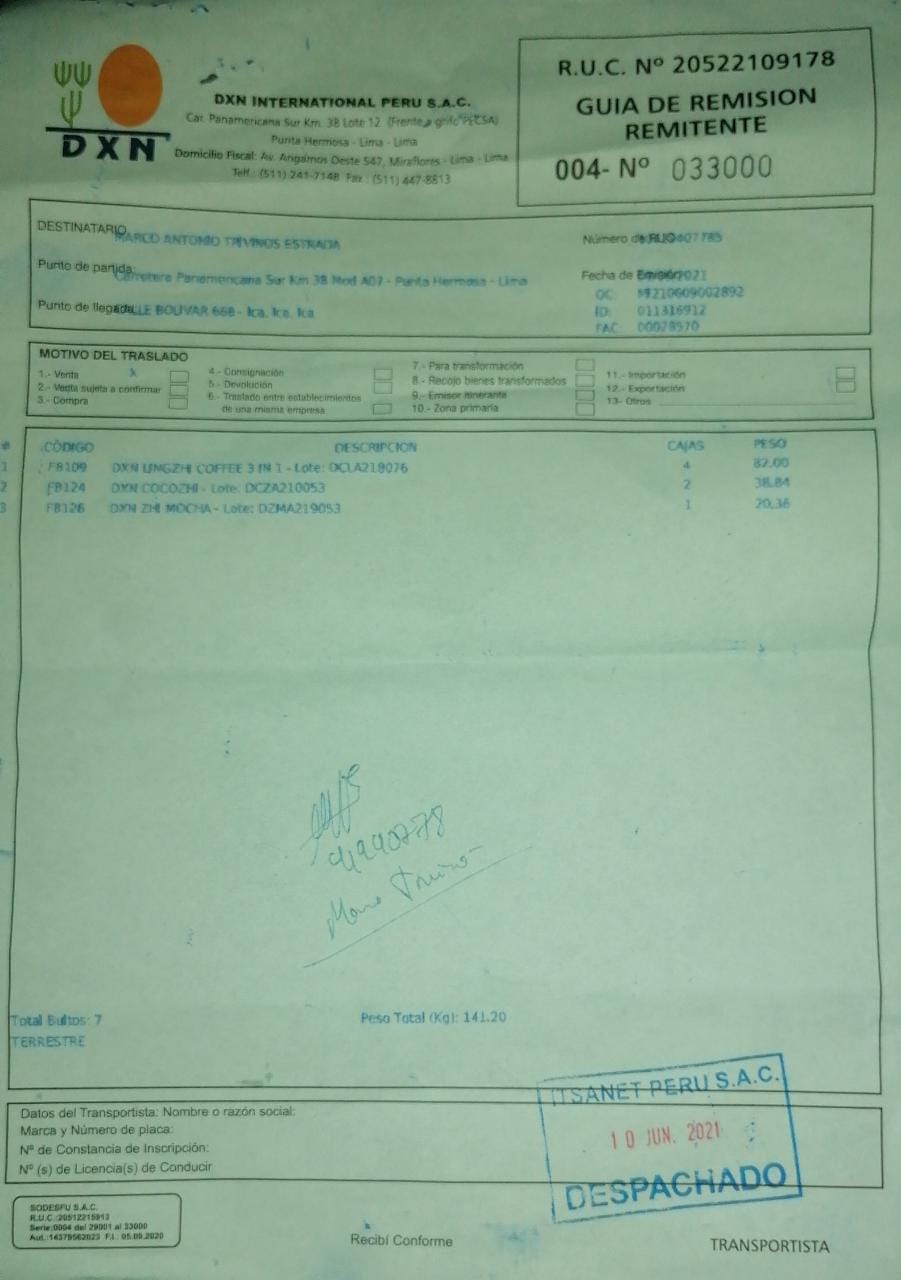 DXN
DXN INTERNATIONAL PERU S.A.C.
Car. Panamericana Sur Km. 38 Lote 12 (Frente a grifo PECSA)
Punta Hermosa - Lima - Lima
Domicilio Fiscal: Av. Angamos Oeste 547, Miraflores - Lima - Lima
Telf.: (511) 241-7148 Fax : (511) 447-8813
R.U.C. Nº 20522109178
GUIA DE REMISION
REMITENTE
004- Nº 033000
DESTINATARIO MARCO ANTONIO TRIVINOS ESTRADA
Número de RUC
Punto de partida: Carretera Panamericana Sur Km 38 Mod A07 - Punta Hermosa - Lima
Fecha de Emisión 2021
OC:
Punto de llegada: CALLE BOLIVAR 668 - Ica, Ica, Ica
ID: 011316912
FAC 00078570
MOTIVO DEL TRASLADO
1.- Venta X
2.- Venta sujeta a confirmar
3.- Compra
4.- Consignación
5.- Devolución
6.- Traslado entre establecimientos
de una misma empresa
7.- Para transformación
8.- Recojo bienes transformados
9.- Emisor itinerante
10.- Zona primaria
11.- Importación
12.- Exportación
13- Otros
# CÓDIGO DESCRIPCION CAJAS PESO
1 FB109 DXN LINGZHI COFFEE 3 IN 1 - Lote: DCLA219076 4 82.00
2 FB124 DXN COCOZHI - Lote: DCZA210053 2 38.84
3 FB126 DXN ZHI MOCHA - Lote: DZMA219053 1 20.36
Total Bultos: 7
Peso Total (Kg): 141.20
TERRESTRE
Datos del Transportista: Nombre o razón social:
Marca y Número de placa:
Nº de Constancia de Inscripción:
Nº (s) de Licencia(s) de Conducir
ITSANET PERU S.A.C.
10 JUN. 2021
DESPACHADO
SODESFU S.A.C.
R.U.C.:20512215913
Serie:0004 del 29001 al 33000
Aut.:14379562023 F.I.: 05.09.2020
Recibí Conforme
TRANSPORTISTA